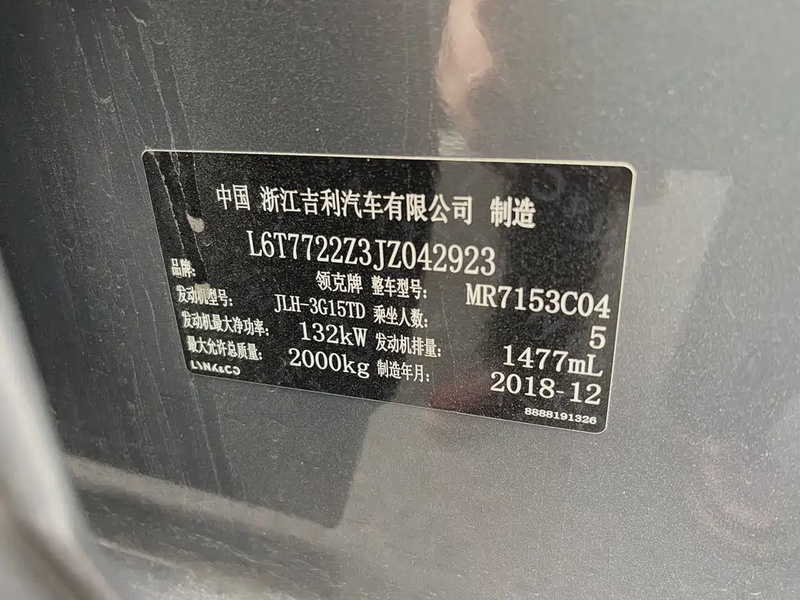 中国 浙江吉利汽车有限公司 制造
L6T7722Z3JZ042923
品牌: 领克牌 整车型号: MR7153C04
发动机型号: JLH-3G15TD 乘坐人数: 5
发动机最大净功率: 132kW 发动机排量: 1477mL
最大允许总质量: 2000kg 制造年月: 2018-12
LYNK&CO
8888191326